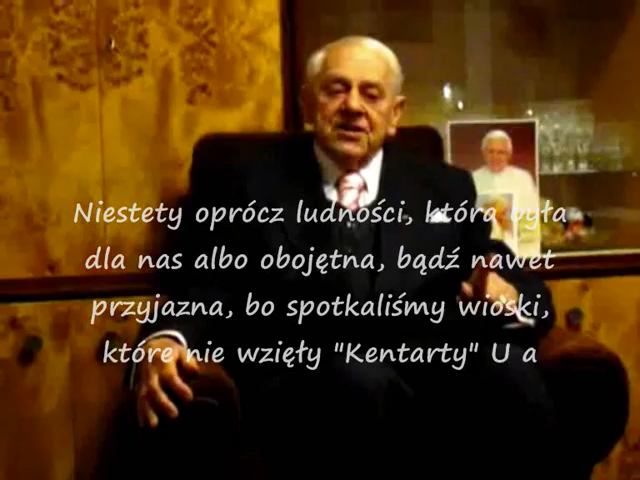 Niestety oprócz ludności, która była
dla nas albo obojętna, bądź nawet
przyjazna, bo spotkaliśmy wioski,
które nie wzięły "Kentarty" U a